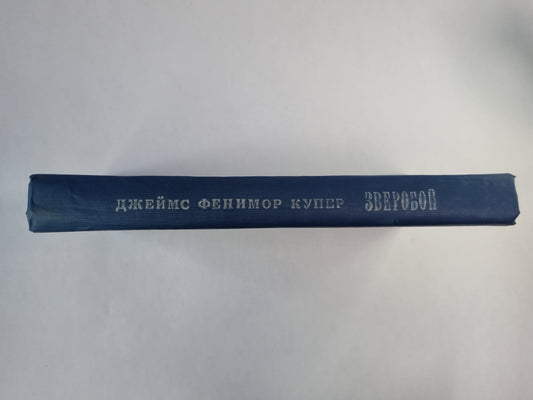 ДЖЕЙМС ФЕНИМОР КУПЕР ЗВЕРОБОЙ